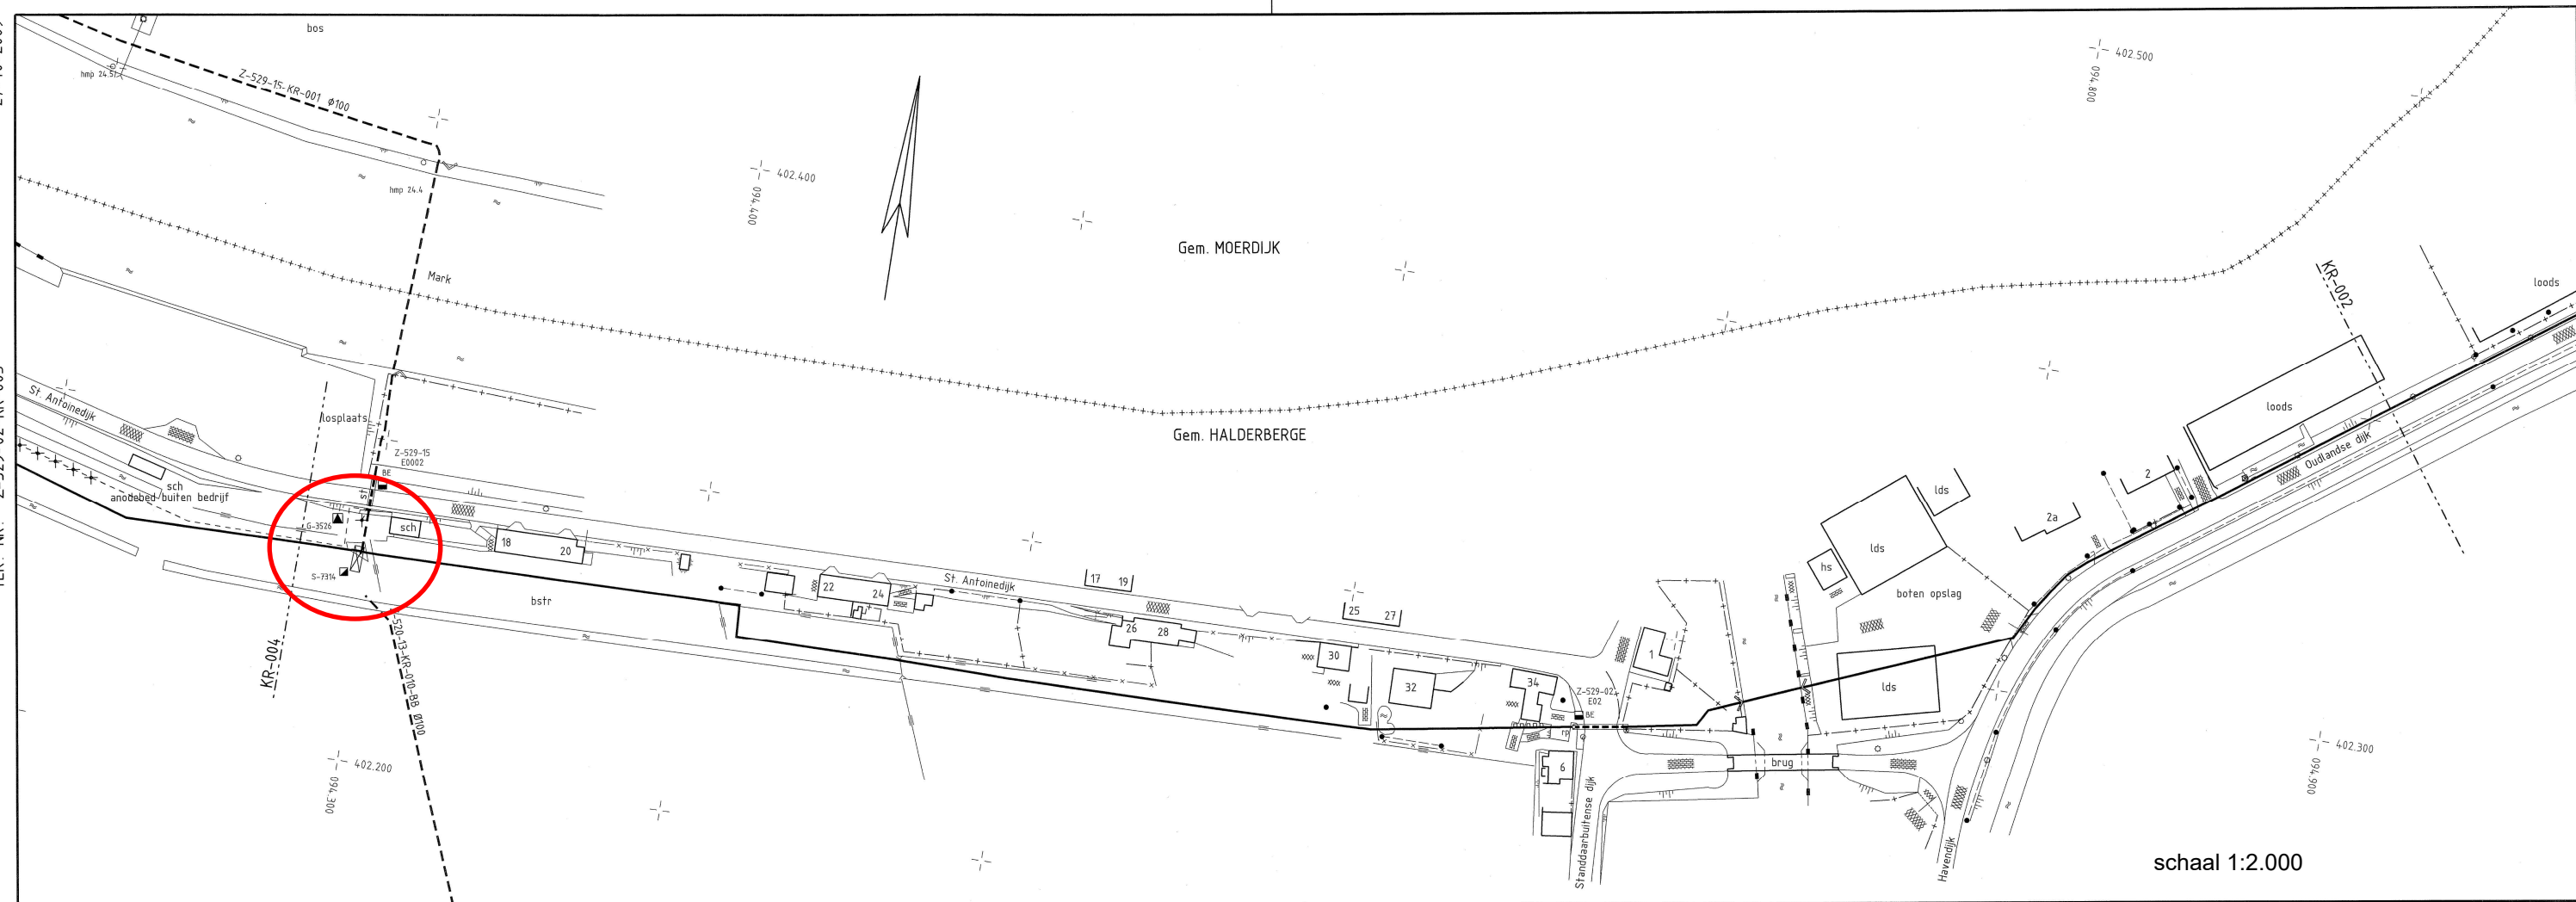 bos
hmp 24.5
Z-529-15-KR-001 Ø100
402.500
094.800
402.400
094.400
hmp 24.4
Gem. MOERDIJK
Mark
KR-002
loods
St. Antoinedijk
losplaats
Gem. HALDERBERGE
loods
Oudlandse dijk
Z-529-15
E0002
BE
sch
anodebed buiten bedrijf
G-3526
sch
18
20
S-7314
bstr
22
24
St. Antoinedijk
17
19
25
27
26
28
30
32
34
1
Z-529-02
E02
BE
rp
6
hs
lds
lds
boten opslag
lds
2
2a
KR-004
-520-13-KR-010-BB Ø100
402.200
094.300
brug
Standdaarbuitense dijk
Havendijk
402.300
094.900
schaal 1:2.000